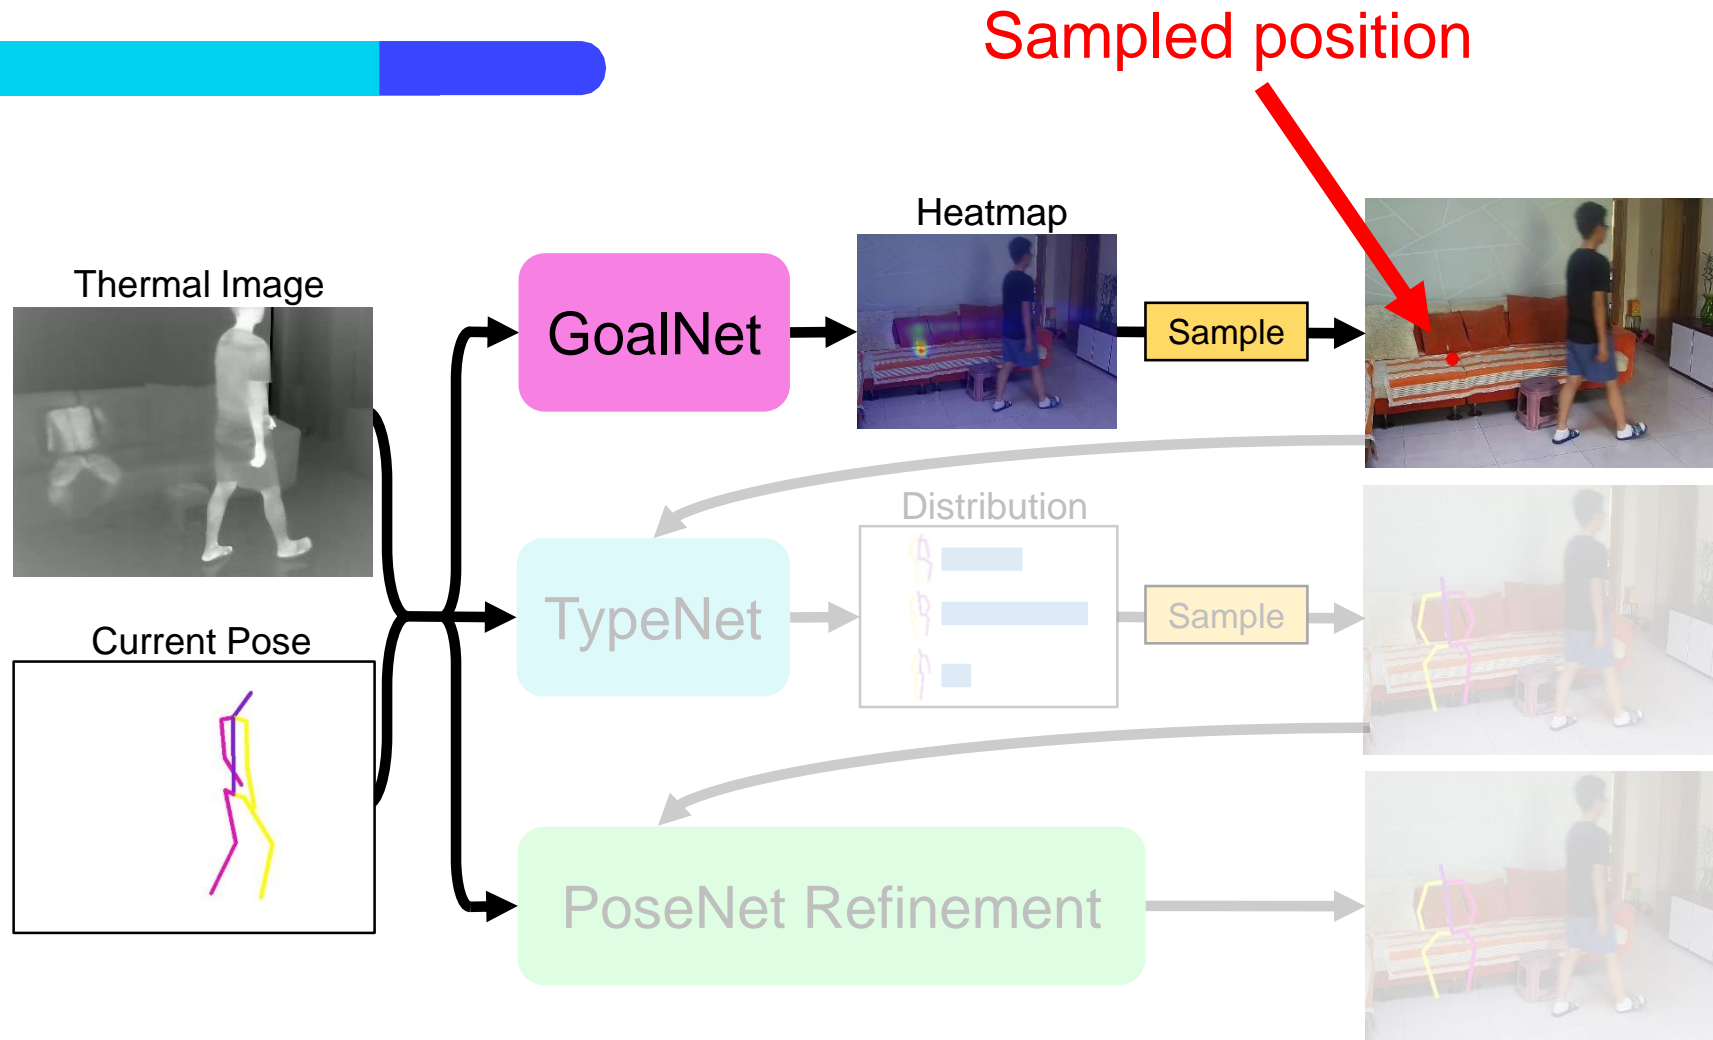 Sampled position
Heatmap
Thermal Image
GoalNet
Sample
Distribution
TypeNet
Sample
Current Pose
PoseNet Refinement